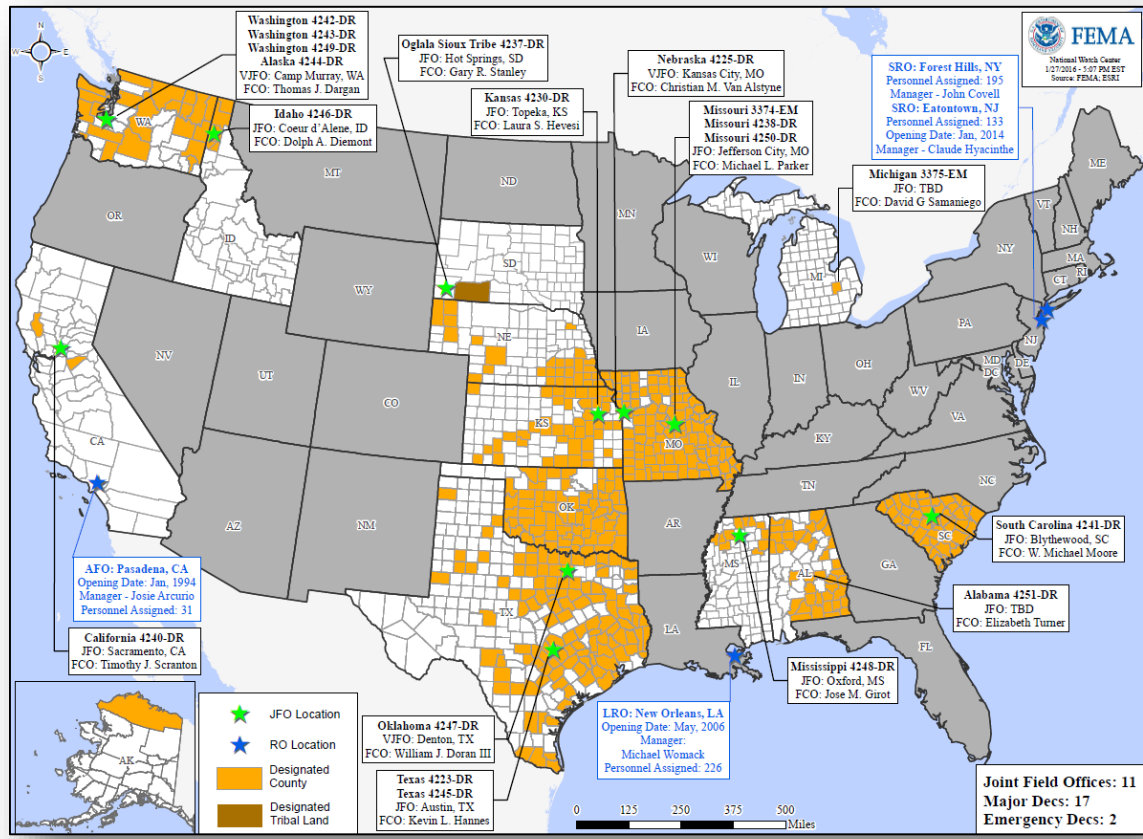 N
W
E
S
Washington 4242-DR
Washington 4243-DR
Washington 4249-DR
Alaska 4244-DR
VJFO: Camp Murray, WA
FCO: Thomas J. Dargan
Oglala Sioux Tribe 4237-DR
JFO: Hot Springs, SD
FCO: Gary R. Stanley
Nebraska 4225-DR
VJFO: Kansas City, MO
FCO: Christian M. Van Alstyne
FEMA
National Watch Center
1/27/2016 - 5:07 PM EST
Source: FEMA; ESRI
SRO: Forest Hills, NY
Personnel Assigned: 195
Manager - John Covell
SRO: Eatontown, NJ
Personnel Assigned: 133
Opening Date: Jan, 2014
Manager - Claude Hyacinthe
Idaho 4246-DR
JFO: Coeur d'Alene, ID
FCO: Dolph A. Diemont
Kansas 4230-DR
JFO: Topeka, KS
FCO: Laura S. Hevesi
Missouri 3374-EM
Missouri 4238-DR
Missouri 4250-DR
JFO: Jefferson City, MO
FCO: Michael L. Parker
Michigan 3375-EM
JFO: TBD
FCO: David G Samaniego
WA
MT
ND
MN
ME
VT
NH
OR
ID
SD
WI
MI
NY
MA
CT
RI
WY
IA
PA
NJ
NE
NV
UT
CO
IL
IN
OH
MD
DC
DE
WV
VA
CA
KS
MO
KY
NC
TN
AZ
NM
OK
AR
SC
MS
AL
GA
TX
LA
FL
AFO: Pasadena, CA
Opening Date: Jan, 1994
Manager - Josie Arcurio
Personnel Assigned: 31
California 4240-DR
JFO: Sacramento, CA
FCO: Timothy J. Scranton
South Carolina 4241-DR
JFO: Blythewood, SC
FCO: W. Michael Moore
Alabama 4251-DR
JFO: TBD
FCO: Elizabeth Turner
Mississippi 4248-DR
JFO: Oxford, MS
FCO: Jose M. Girot
LRO: New Orleans, LA
Opening Date: May, 2006
Manager:
Michael Womack
Personnel Assigned: 226
Oklahoma 4247-DR
VJFO: Denton, TX
FCO: William J. Doran III
Texas 4223-DR
Texas 4245-DR
JFO: Austin, TX
FCO: Kevin L. Hannes
AK
JFO Location
RO Location
Designated
County
Designated
Tribal Land
0 125 250 375 500
Miles
Joint Field Offices: 11
Major Decs: 17
Emergency Decs: 2